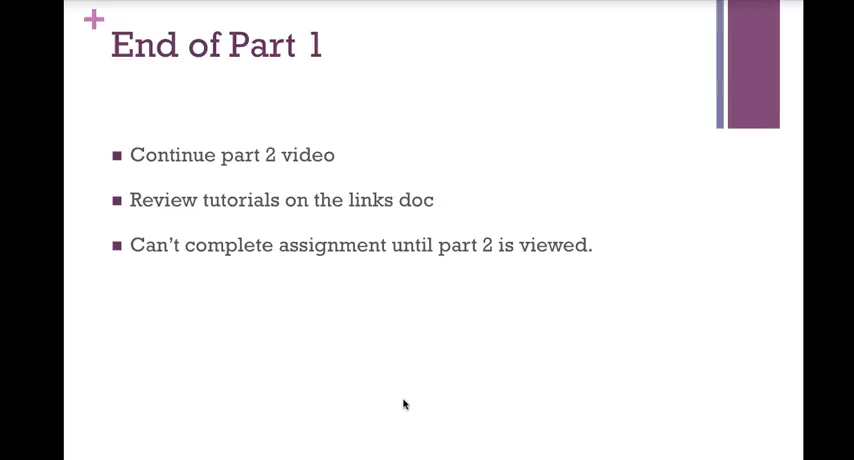 +
End of Part 1
Continue part 2 video
Review tutorials on the links doc
Can't complete assignment until part 2 is viewed.